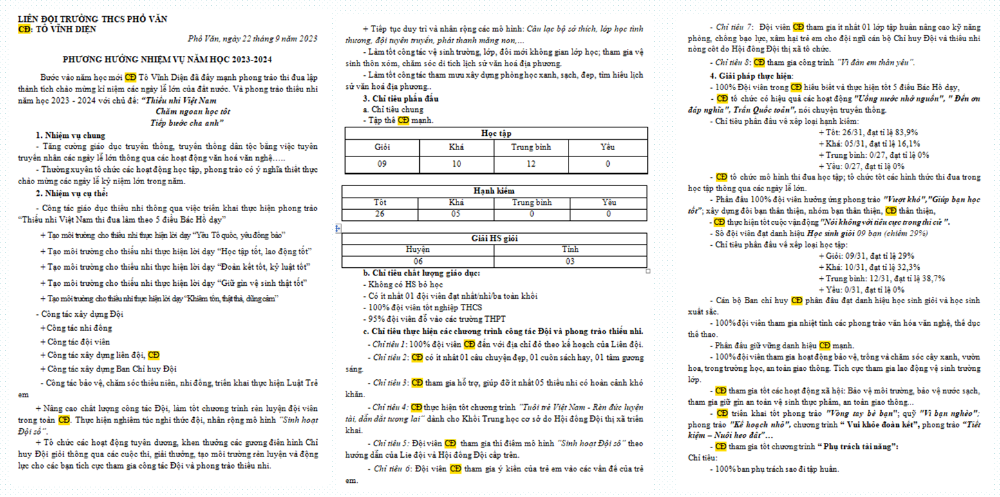 LIÊN ĐỘI TRƯỜNG THCS PHỔ VĂN
CĐ: TÔ VĨNH DIỆN
Phổ Văn, ngày 22 tháng 9 năm 2023
PHƯƠNG HƯỚNG NHIỆM VỤ NĂM HỌC 2023-2024
Bước vào năm học mới CĐ Tô Vĩnh Diện đã đẩy mạnh phong trào thi đua lập
thành tích chào mừng kỉ niệm các ngày lễ lớn của đất nước. Và phong trào thiếu nhi
năm học 2023 - 2024 với chủ đề: “Thiếu nhi Việt Nam
Chăm ngoan học tốt
Tiếp bước cha anh”
1. Nhiệm vụ chung
- Tăng cường giáo dục truyền thống, truyền thống dân tộc bằng việc tuyên
truyền nhân các ngày lễ lớn thông qua các hoạt động văn hoá văn nghệ…..
- Thường xuyên tổ chức các hoạt động học tập, phong trào có ý nghĩa thiết thực
chào mừng các ngày lễ kỷ niệm lớn trong năm.
2. Nhiệm vụ cụ thể:
- Công tác giáo dục thiếu nhi thông qua việc triển khai thực hiện phong trào
“Thiếu nhi Việt Nam thi đua làm theo 5 điều Bác Hồ dạy”
+ Tạo môi trường cho thiếu nhi thực hiện lời dạy “Yêu Tổ quốc, yêu đồng bào”
+ Tạo môi trường cho thiếu nhi thực hiện lời dạy “Học tập tốt, lao động tốt”
+ Tạo môi trường cho thiếu nhi thực hiện lời dạy “Đoàn kết tốt, kỷ luật tốt”
+ Tạo môi trường cho thiếu nhi thực hiện lời dạy “Giữ gìn vệ sinh thật tốt”
+ Tạo môi trường cho thiếu nhi thực hiện lời dạy “Khiêm tốn, thật thà, dũng cảm”
- Công tác xây dựng Đội
+ Công tác nhi đồng
+ Công tác đội viên
+ Công tác xây dựng liên đội, CĐ
+ Công tác xây dựng Ban Chỉ huy Đội
- Công tác bảo vệ, chăm sóc thiếu niên, nhi đồng, triển khai thực hiện Luật Trẻ
em
+ Nâng cao chất lượng công tác Đội, làm tốt chương trình rèn luyện đội viên
trong toàn CĐ. Thực hiện nghiêm túc nghi thức đội, nhân rộng mô hình “Sinh hoạt
Đội số”.
+ Tổ chức các hoạt động tuyên dương, khen thưởng các gương điển hình Chỉ
huy Đội giỏi thông qua các cuộc thi, giải thưởng, tạo môi trường rèn luyện và động
lực cho các bạn tích cực tham gia công tác Đội và phong trào thiếu nhi.
+ Tiếp tục duy trì và nhân rộng các mô hình: Câu lạc bộ sở thích, lớp học tình
thương, đội tuyên truyền, phát thanh măng non,…
- Làm tốt công tác vệ sinh trường, lớp, đổi mới không gian lớp học; tham gia vệ
sinh thôn xóm, chăm sóc di tích lịch sử văn hoá địa phương.
- Làm tốt công tác tham mưu xây dựng phòng học xanh, sạch, đẹp, tìm hiểu lịch
sử văn hoá địa phương..
3. Chỉ tiêu phấn đấu
a. Chỉ tiêu chung
- Tập thể CĐ mạnh.
Học tập
Giỏi Khá Trung bình Yếu
09 10 12 0
Hạnh kiểm
Tốt Khá Trung bình Yếu
26 05 0 0
Giải HS giỏi
Huyện Tỉnh
06 03
b. Chỉ tiêu chất lượng giáo dục:
- Không có HS bỏ học
- Có ít nhất 01 đội viên đạt nhất/nhì/ba toàn khối
- 100% đội viên tốt nghiệp THCS
- 95% đội viên đỗ vào các trường THPT
c. Chỉ tiêu thực hiện các chương trình công tác Đội và phong trào thiếu nhi.
- Chỉ tiêu 1: 100% đội viên CĐ đến với địa chỉ đỏ theo kế hoạch của Liên đội.
- Chỉ tiêu 2: CĐ có ít nhất 01 câu chuyện đẹp, 01 cuốn sách hay, 01 tấm gương
sáng.
- Chỉ tiêu 3: CĐ tham gia hỗ trợ, giúp đỡ ít nhất 05 thiếu nhi có hoàn cảnh khó
khăn.
- Chỉ tiêu 4: CĐ thực hiện tốt chương trình “Tuổi trẻ Việt Nam - Rèn đức luyện
tài, dẫn dắt tương lai” dành cho Khối Trung học cơ sở do Hội đồng Đội thị xã triển
khai.
- Chỉ tiêu 5: Đội viên CĐ tham gia thí điểm mô hình “Sinh hoạt Đội số” theo
hướng dẫn của Lie đội và Hội đồng Đội cấp trên.
- Chỉ tiêu 6: Đội viên CĐ tham gia ý kiến của trẻ em vào các vấn đề của trẻ
em.
- Chỉ tiêu 7: Đội viên CĐ tham gia ít nhất 01 lớp tập huấn nâng cao kỹ năng
phòng, chống bạo lực, xâm hại trẻ em cho đội ngũ cán bộ Chỉ huy Đội và thiếu nhi
nòng cốt do Hội đồng Đội thị xã tổ chức.
- Chỉ tiêu 8: CĐ tham gia công trình “Vì đàn em thân yêu”.
4. Giải pháp thực hiện:
- 100% Đội viên trong CĐ hiểu biết và thực hiện tốt 5 điều Bác Hồ dạy,
- CĐ tổ chức có hiệu quả các hoạt động "Uống nước nhớ nguồn", " Đền ơn
đáp nghĩa", Trần Quốc toản", nói chuyện truyền thống.
- Chỉ tiêu phấn đấu về xếp loại hạnh kiểm:
+ Tốt: 26/31, đạt tỉ lệ 83,9%
+ Khá: 05/31, đạt tỉ lệ 16,1%
+ Trung bình: 0/27, đạt tỉ lệ 0%
+ Yếu: 0/27, đạt tỉ lệ 0%
- CĐ tổ chức mô hình thi đua học tập; tổ chức tốt các hình thức thi đua trong
học tập thông qua các ngày lễ lớn.
- Phấn đấu 100% đội viên hưởng ứng phong trào "Vượt khó","Giúp bạn học
tốt"; xây dựng đôi bạn thân thiện, nhóm bạn thân thiện, CĐ thân thiện,
- CĐ thực hiện tốt cuộc vận động "Nói không với tiêu cực trong thi cử ".
- Số đội viên đạt danh hiệu Học sinh giỏi 09 bạn (chiếm 29%)
- Chỉ tiêu phấn đấu về xếp loại học tập:
+ Giỏi: 09/31, đạt tỉ lệ 29%
+ Khá: 10/31, đạt tỉ lệ 32,3%
+ Trung bình: 12/31, đạt tỉ lệ 38,7%
+ Yếu: 0/31, đạt tỉ lệ 0%
- Cán bộ Ban chỉ huy CĐ phấn đấu đạt danh hiệu học sinh giỏi và học sinh
xuất sắc.
- 100% đội viên tham gia nhiệt tình các phong trào văn hóa văn nghệ, thể dục
thể thao.
- Phấn đấu giữ vững danh hiệu CĐ mạnh.
- 100% đội viên tham gia hoạt động bảo vệ, trồng và chăm sóc cây xanh, vườn
hoa, trong trường học, an toàn giao thông. Tích cực tham gia lao động vệ sinh trường
lớp.
- CĐ tham gia tốt các hoạt động xã hội: Bảo vệ môi trường, bảo vệ nước sạch,
tham gia giữ gìn an toàn vệ sinh thực phẩm, an toàn giao thông...
- CĐ triển khai tốt phong trào "Vòng tay bè bạn"; quỹ "Vì bạn nghèo";
phong trào "Kế hoạch nhỏ", chương trình “ Vui khỏe đoàn kết”, phong trào “Tiết
kiệm – Nuôi heo đất”…
- CĐ tham gia tốt chương trình “ Phụ trách tài năng”:
Chỉ tiêu:
- 100% ban phụ trách sao đi tập huấn.